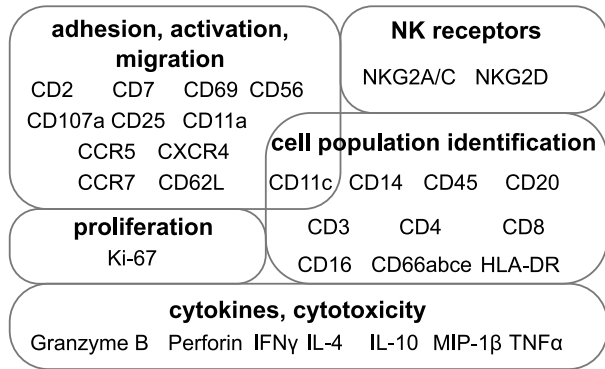 adhesion, activation,
migration
CD2 CD7 CD69 CD56
CD107a CD25 CD11a
CCR5 CXCR4
CCR7 CD62L
NK receptors
NKG2A/C NKG2D
cell population identification
CD11c CD14 CD45 CD20
CD3 CD4 CD8
CD16 CD66abce HLA-DR
proliferation
Ki-67
cytokines, cytotoxicity
Granzyme B Perforin IFNγ IL-4 IL-10 MIP-1β TNFα